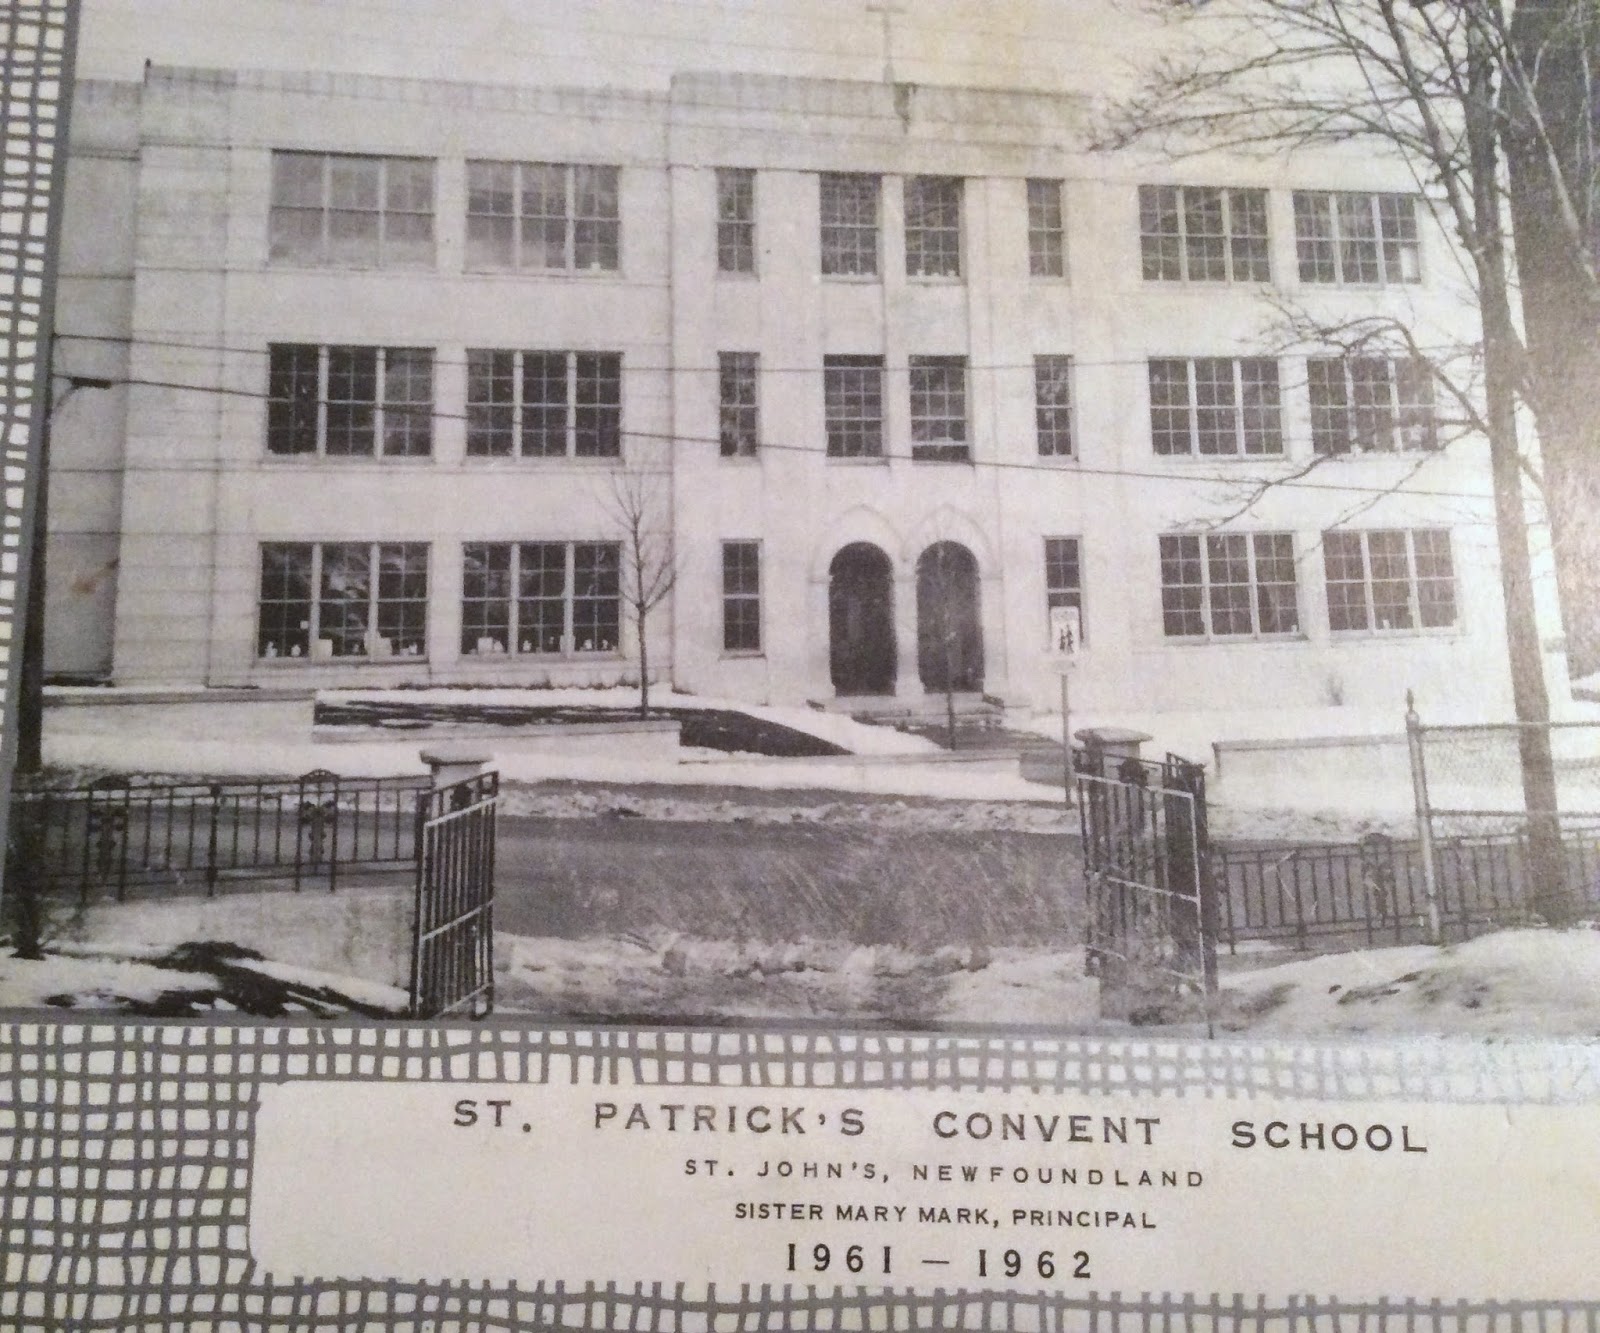 ST. PATRICK'S CONVENT SCHOOL
ST. JOHN'S, NEWFOUNDLAND
SISTER MARY MARK, PRINCIPAL
1961 — 1962